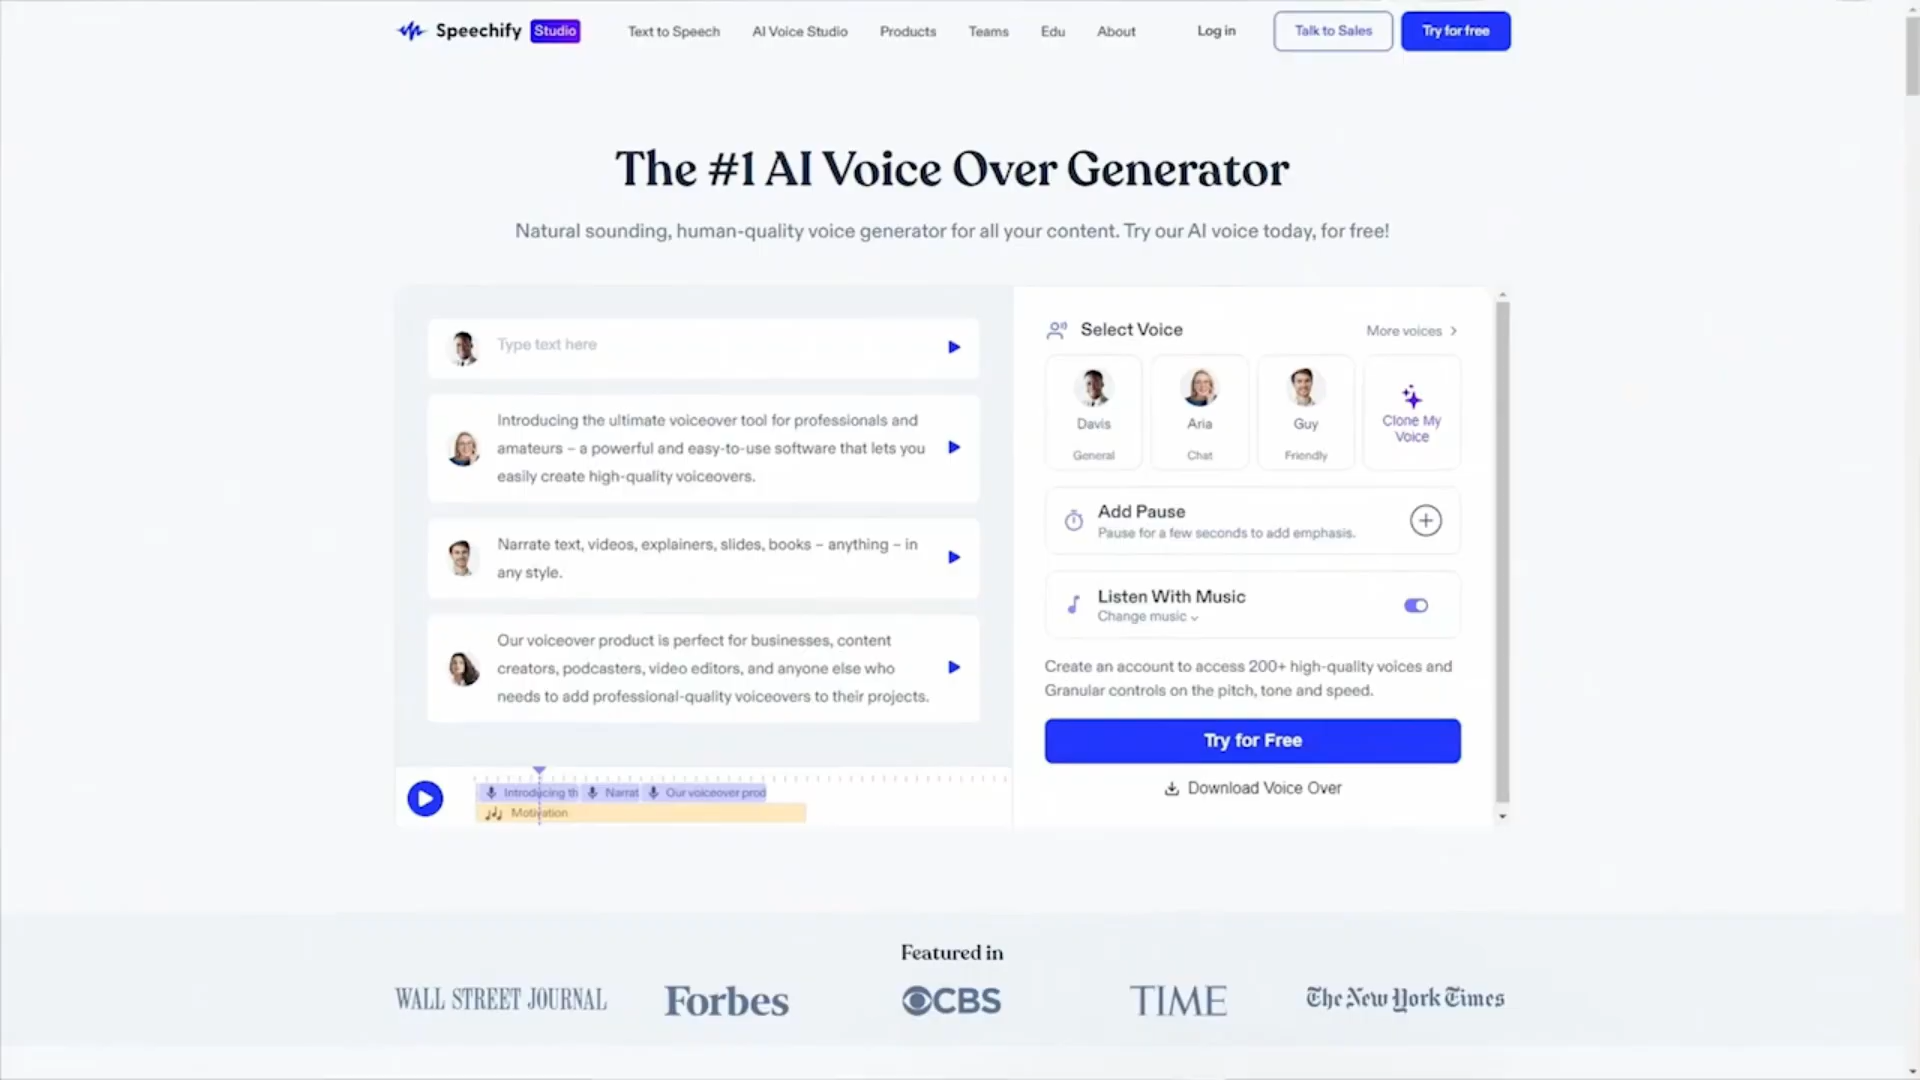 Speechify Studio
Text to Speech
AI Voice Studio
Products
Teams
Edu
About
Log in
Talk to Sales
Try for free
The #1 AI Voice Over Generator
Natural sounding, human-quality voice generator for all your content. Try our AI voice today, for free!
Type text here
Introducing the ultimate voiceover tool for professionals and
amateurs – a powerful and easy-to-use software that lets you
easily create high-quality voiceovers.
Narrate text, videos, explainers, slides, books – anything – in
any style.
Our voiceover product is perfect for businesses, content
creators, podcasters, video editors, and anyone else who
needs to add professional-quality voiceovers to their projects.
Introducing th
Narrat
Our voiceover prod
Motivation
Select Voice
More voices
Davis
General
Aria
Chat
Guy
Friendly
Clone My
Voice
Add Pause
Pause for a few seconds to add emphasis.
Listen With Music
Change music
Create an account to access 200+ high-quality voices and
Granular controls on the pitch, tone and speed.
Try for Free
Download Voice Over
Featured in
WALL STREET JOURNAL
Forbes
CBS
TIME
The New York Times